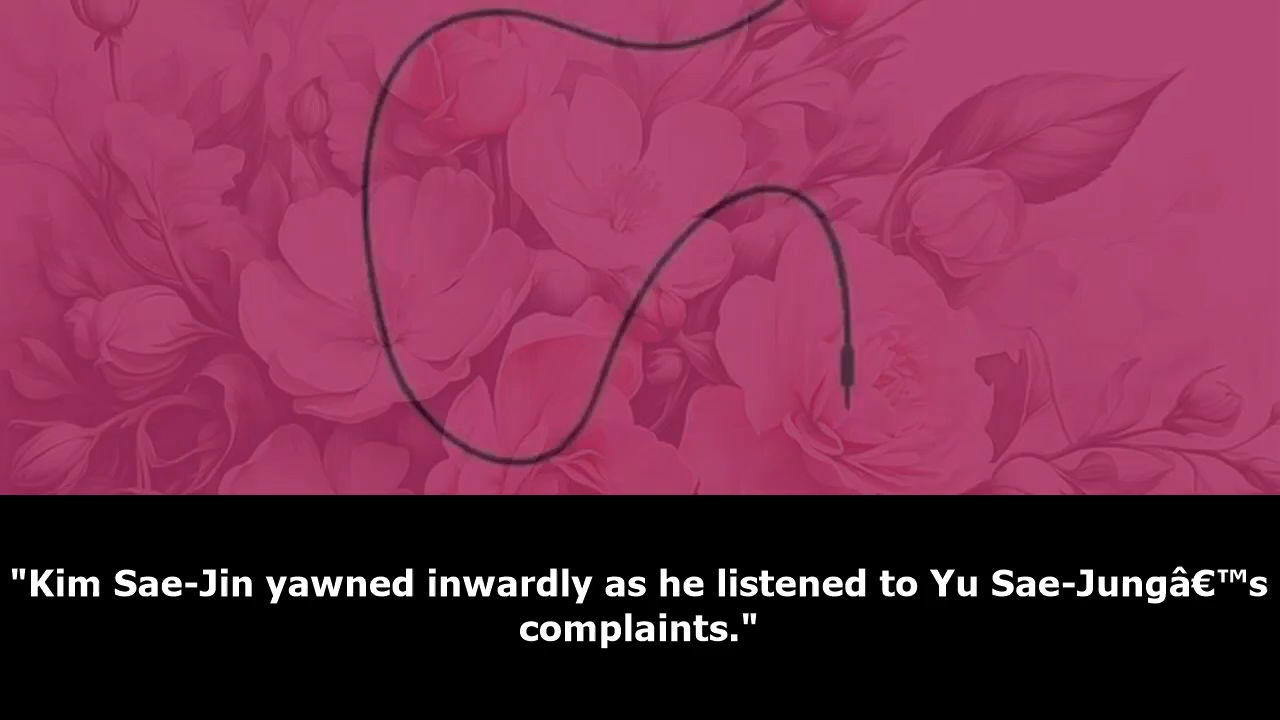 "Kim Sae-Jin yawned inwardly as he listened to Yu Sae-Jungâ€™s
complaints."